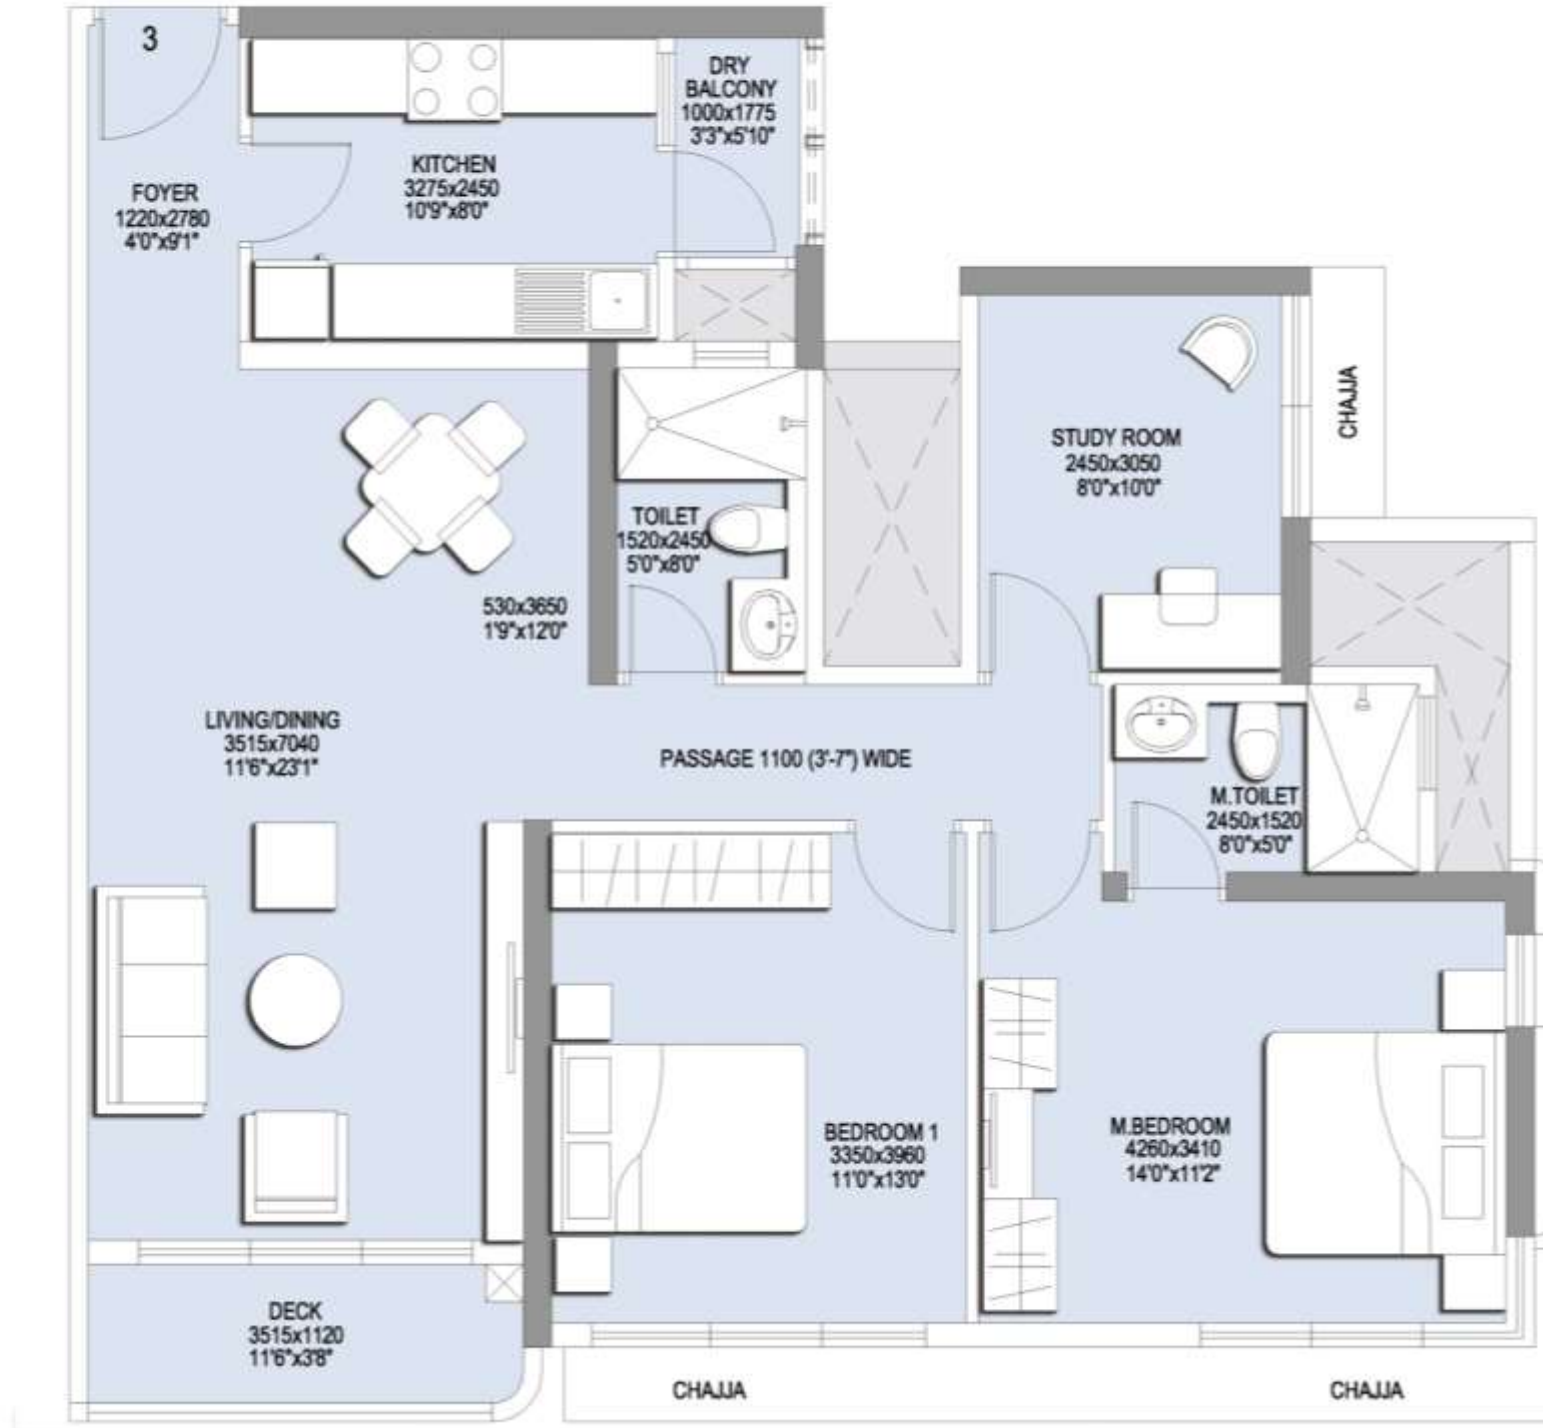 3
DRY
BALCONY
1000x1775
3'3"x5'10"
KITCHEN
3275x2450
10'9"x8'0"
FOYER
1220x2780
4'0"x9'1"
CHAJJA
STUDY ROOM
2450x3050
8'0"x10'0"
TOILET
1520x2450
5'0"x8'0"
530x3650
1'9"x12'0"
LIVING/DINING
3515x7040
11'6"x23'1"
PASSAGE 1100 (3'-7") WIDE
M.TOILET
2450x1520
8'0"x5'0"
BEDROOM 1
3350x3960
11'0"x13'0"
M.BEDROOM
4260x3410
14'0"x11'2"
DECK
3515x1120
11'6"x3'8"
CHAJJA
CHAJJA